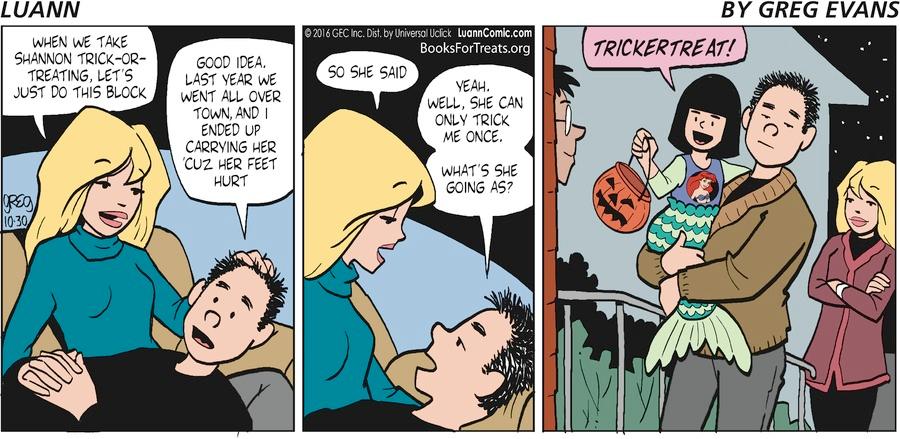 LUANN
BY GREG EVANS
WHEN WE TAKE
SHANNON TRICK-OR-
TREATING, LET'S
JUST DO THIS BLOCK
GOOD IDEA.
LAST YEAR WE
WENT ALL OVER
TOWN, AND I
ENDED UP
CARRYING HER
'CUZ HER FEET
HURT
GREG
10·30
© 2016 GEC Inc. Dist. by Universal Uclick LuannComic.com
BooksForTreats.org
SO SHE SAID
YEAH.
WELL, SHE CAN
ONLY TRICK
ME ONCE.
WHAT'S SHE
GOING AS?
TRICKERTREAT!